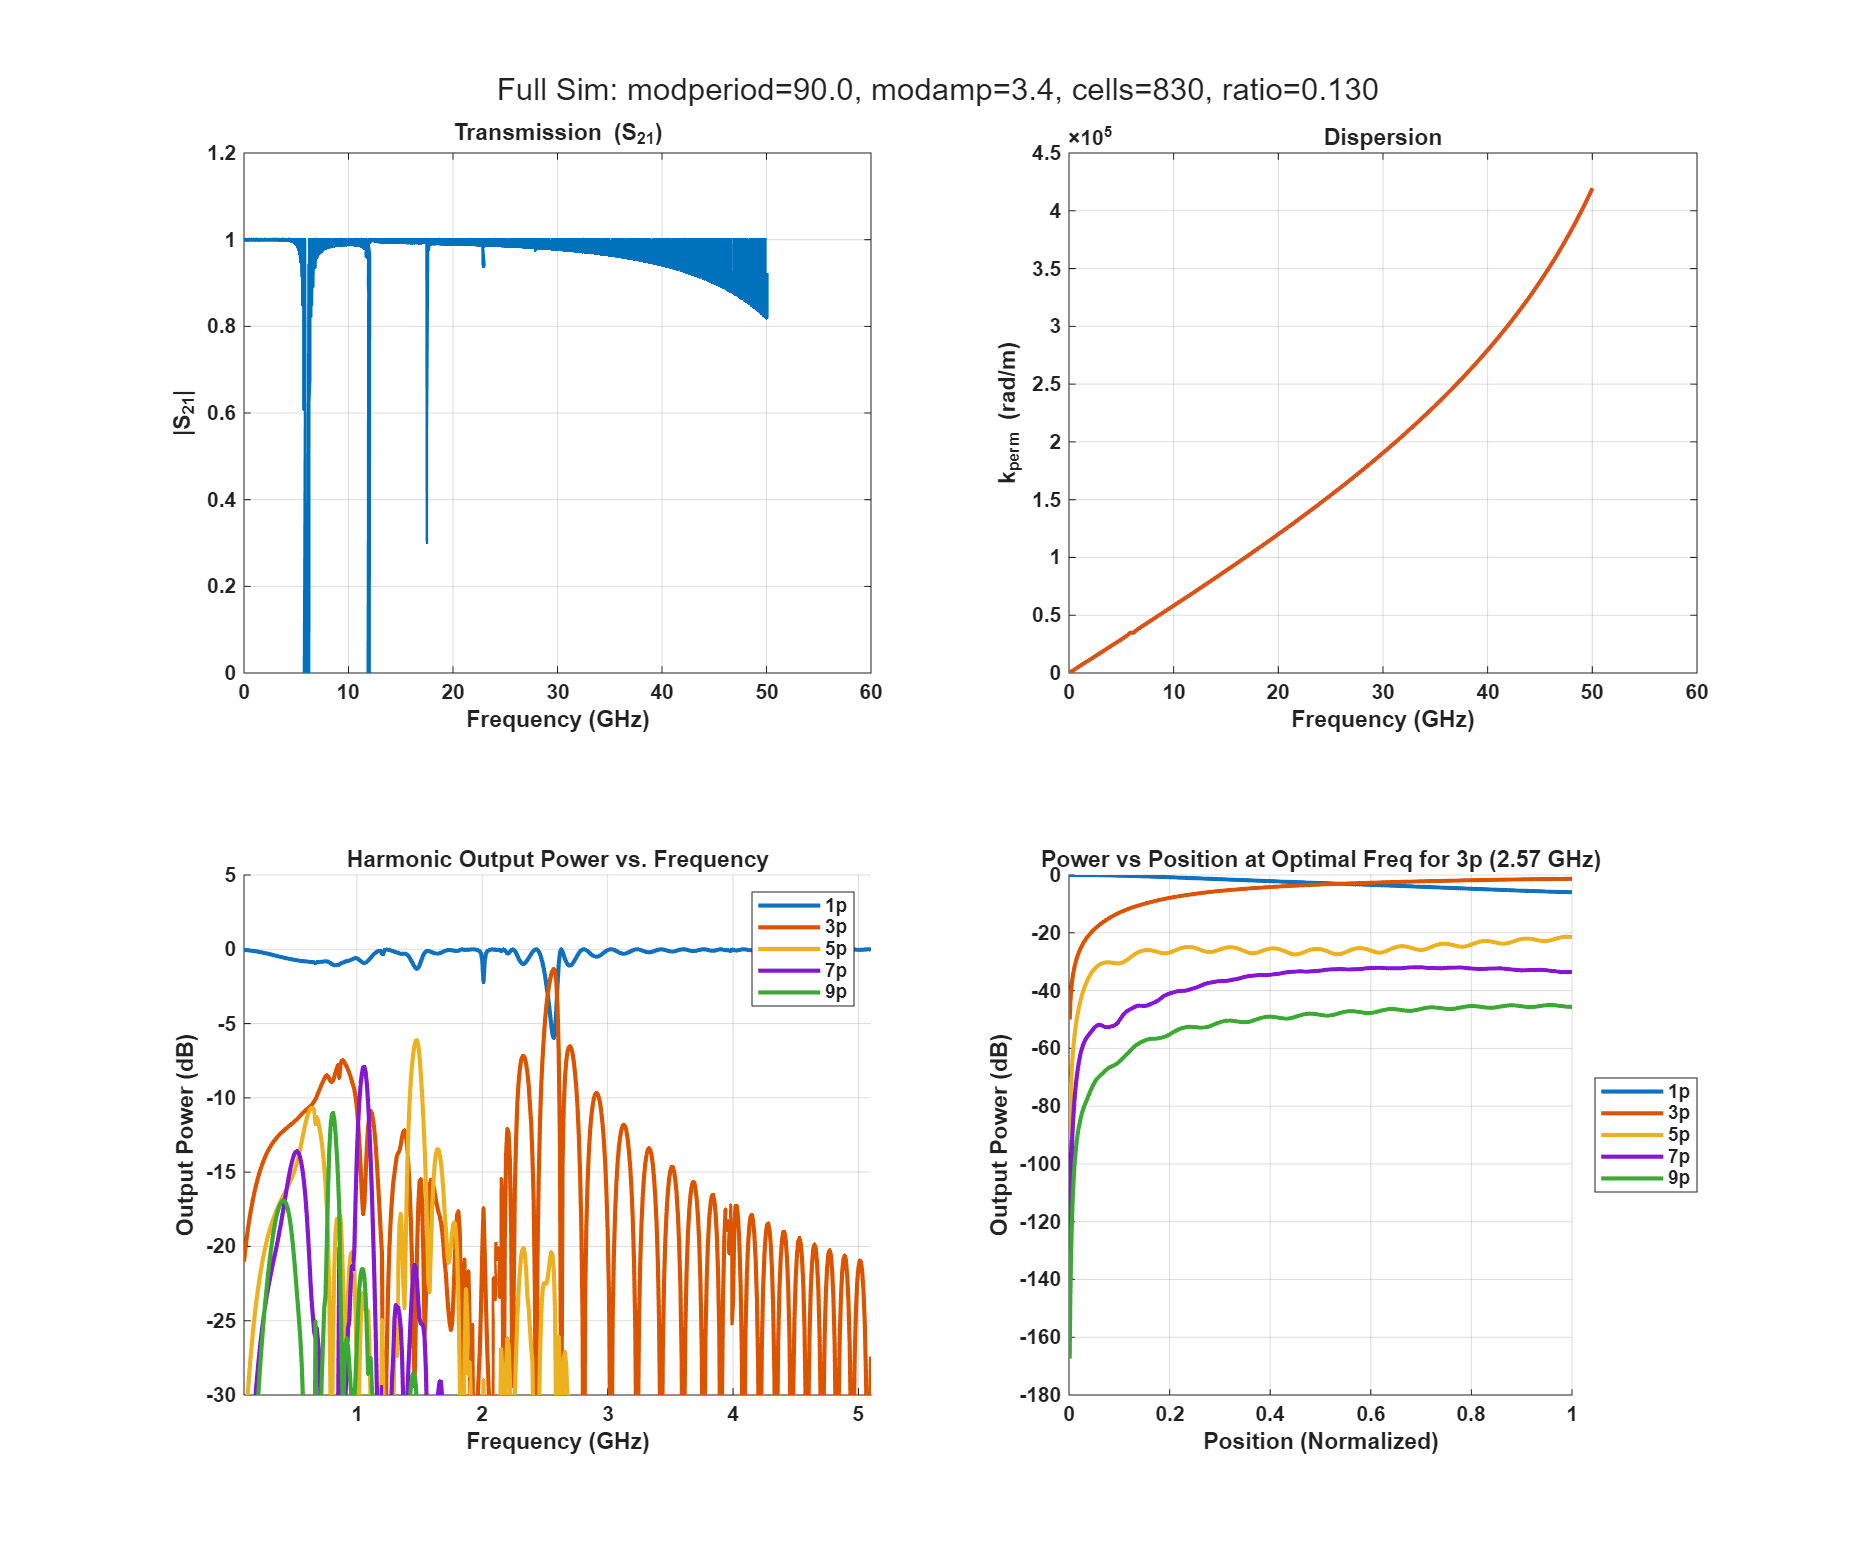 Full Sim: modperiod=90.0, modamp=3.4, cells=830, ratio=0.130
Transmission (S21)
1.2
1
0.8
0.6
0.4
0.2
0
|S21|
0 10 20 30 40 50 60
Frequency (GHz)
×10^5
Dispersion
4.5
4
3.5
3
2.5
2
1.5
1
0.5
0
kperm (rad/m)
0 10 20 30 40 50 60
Frequency (GHz)
Harmonic Output Power vs. Frequency
5
0
-5
-10
-15
-20
-25
-30
Output Power (dB)
1p
3p
5p
7p
9p
1 2 3 4 5
Frequency (GHz)
Power vs Position at Optimal Freq for 3p (2.57 GHz)
0
-20
-40
-60
-80
-100
-120
-140
-160
-180
Output Power (dB)
1p
3p
5p
7p
9p
0 0.2 0.4 0.6 0.8 1
Position (Normalized)